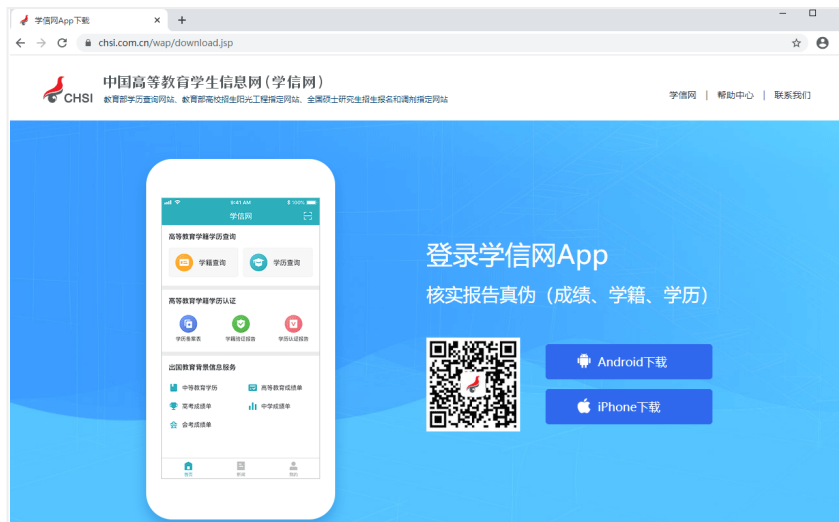 学信网App下载
chsi.com.cn/wap/download.jsp
CHSI
中国高等教育学生信息网(学信网)
教育部学历查询网站、教育部高校招生阳光工程指定网站、全国硕士研究生招生报名和调剂指定网站
学信网 | 帮助中心 | 联系我们
9:41 AM
100%
学信网
高等教育学籍学历查询
学籍查询
学历查询
高等教育学籍学历认证
学历备案表
学籍验证报告
学历认证报告
出国教育背景信息服务
中等教育学历
高等教育成绩单
高考成绩单
中学成绩单
会考成绩单
首页
新闻
我的
登录学信网App
核实报告真伪（成绩、学籍、学历）
Android下载
iPhone下载